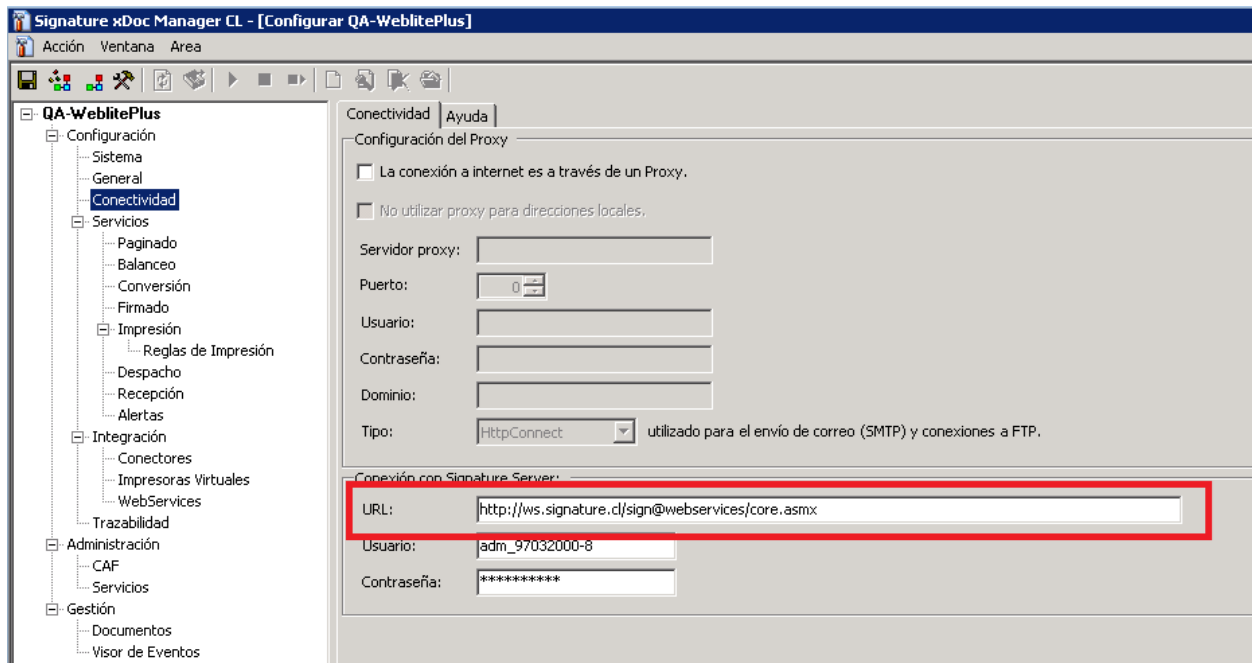 Signature xDoc Manager CL - [Configurar QA-WeblitePlus]
Acción Ventana Area
QA-WeblitePlus
Configuración
Sistema
General
Conectividad
Servicios
Paginado
Balanceo
Conversión
Firmado
Impresión
Reglas de Impresión
Despacho
Recepción
Alertas
Integración
Conectores
Impresoras Virtuales
WebServices
Trazabilidad
Administración
CAF
Servicios
Gestión
Documentos
Visor de Eventos
Conectividad Ayuda
Configuración del Proxy
La conexión a internet es a través de un Proxy.
No utilizar proxy para direcciones locales.
Servidor proxy:
Puerto: 0
Usuario:
Contraseña:
Dominio:
Tipo: HttpConnect utilizado para el envío de correo (SMTP) y conexiones a FTP.
Conexión con Signature Server:
URL: http://ws.signature.cl/sign@webservices/core.asmx
Usuario: adm_97032000-8
Contraseña: **********